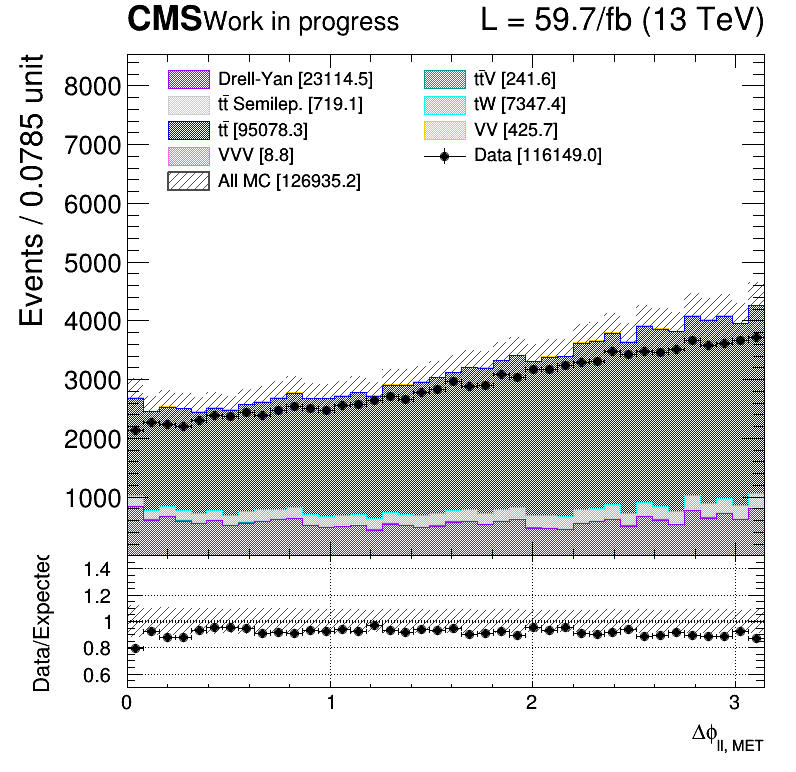 CMS Work in progress L = 59.7/fb (13 TeV)
Events / 0.0785 unit
8000
7000
6000
5000
4000
3000
2000
1000
Drell-Yan [23114.5]
tt̄ Semilep. [719.1]
tt̄ [95078.3]
VVV [8.8]
All MC [126935.2]
tt̄V [241.6]
tW [7347.4]
VV [425.7]
Data [116149.0]
Data/Expected
1.4
1.2
1
0.8
0.6
0 1 2 3
Δϕll, MET